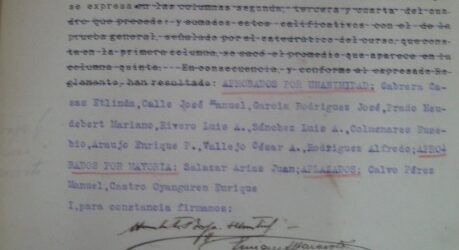 se expresa en las columnas segunda, tercera y cuarta del cua
dro que precede: y sumados estos calificativos con el de la
prueba general, señalado por el catedrático del curso, que cons
ta en la primera columna, se sacó el promedio que aparece en la
columna quinta. En consecuencia, y conforme al expresado Re
glamento, han resultado: APROBADOS POR UNANIMIDAD: Cabrera Ca-
sas Filinda, Calle José Manuel, García Rodríguez José, Prado Heu-
debert Mariano, Rivero Luis A., Sánchez Luis A., Colmenares Euse-
bio, Araujo Enrique P., Vallejo César A., Rodríguez Alfredo; APRO-
BADOS POR MAYORIA: Salazar Arias Juan; APLAZADOS: Calvo Pérez
Manuel, Castro Oyanguren Enrique
I, para constancia firmamos: